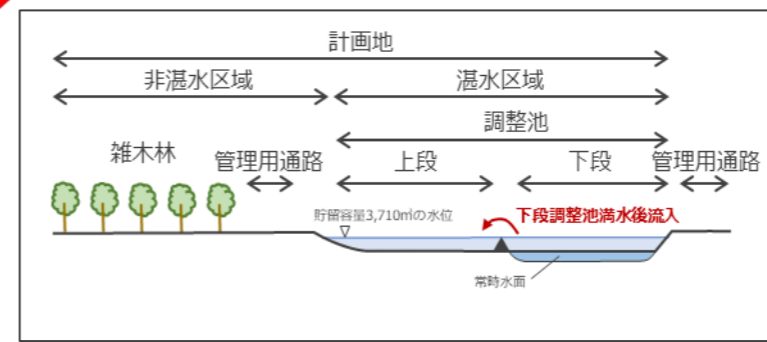 計画地
非湛水区域
湛水区域
調整池
雑木林
管理用通路
上段
下段
管理用通路
貯留容量3,710㎥の水位
下段調整池満水後流入
常時水面